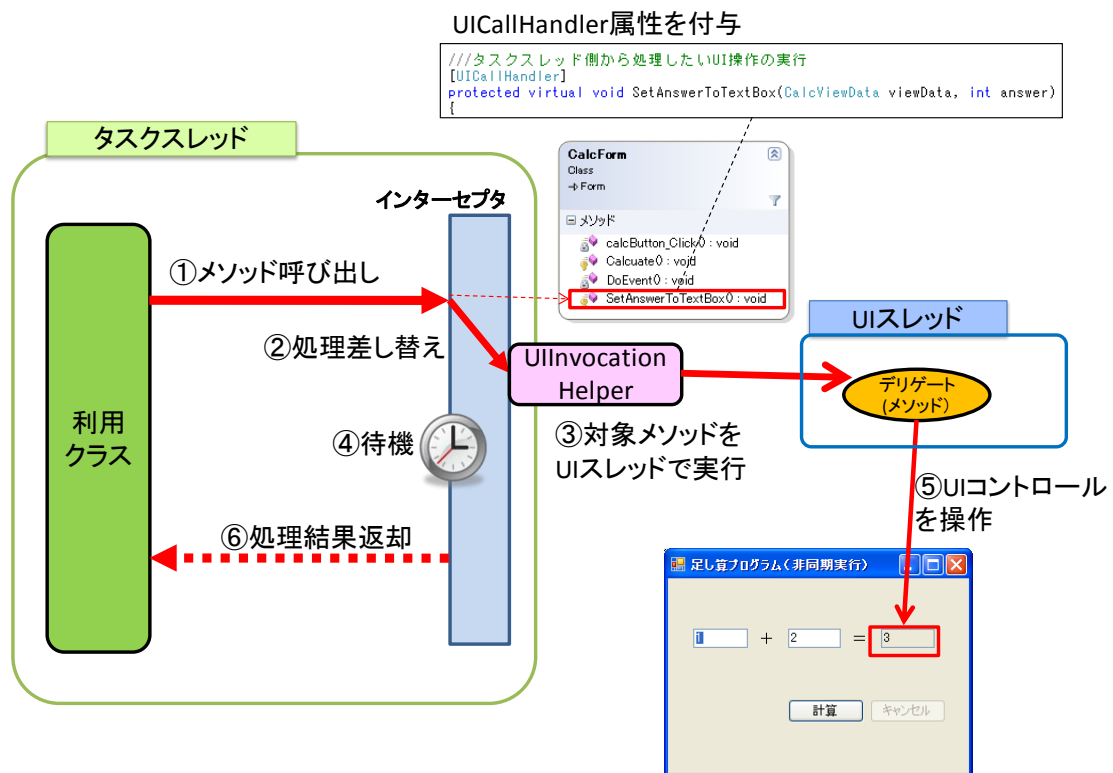 UICallHandler属性を付与
///タスクスレッド側から処理したいUI操作の実行
[UICallHandler]
protected virtual void SetAnswerToTextBox(CalcViewData viewData, int answer)
{
タスクスレッド
CalcForm
Class
Form
メソッド
calcButton_Click() : void
Calcuate() : void
DoEvent() : void
SetAnswerToTextBox() : void
インターセプタ
①メソッド呼び出し
②処理差し替え
UIInvocation
Helper
UIスレッド
デリゲート
(メソッド)
利用
クラス
④待機
③対象メソッドを
UIスレッドで実行
⑤UIコントロール
を操作
⑥処理結果返却
足し算プログラム(非同期実行)
1 + 2 = 3
計算 キャンセル